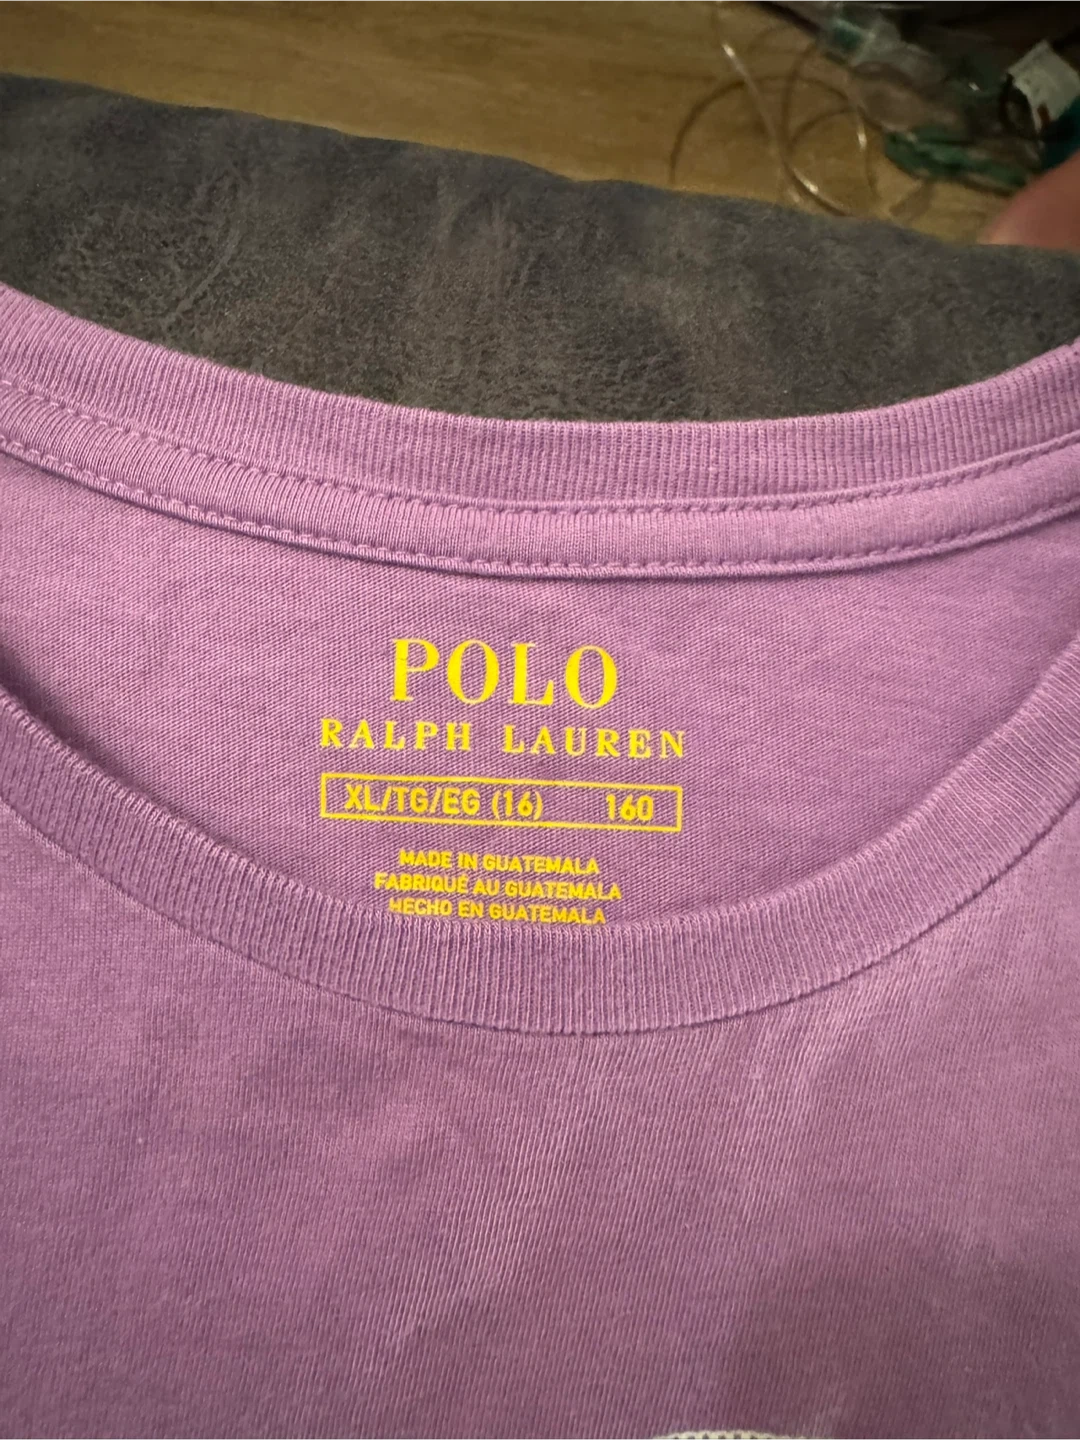 POLO
RALPH LAUREN
XL/TG/EG (16) 160
MADE IN GUATEMALA
FABRIQUÉ AU GUATEMALA
HECHO EN GUATEMALA